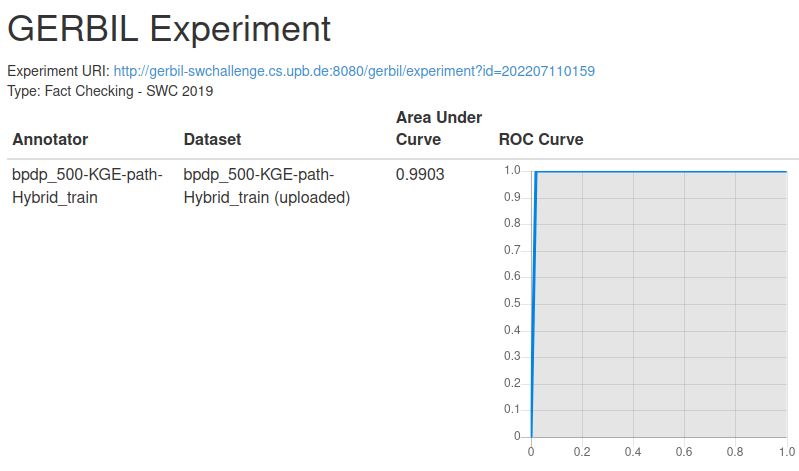 GERBIL Experiment
Experiment URI: http://gerbil-swchallenge.cs.upb.de:8080/gerbil/experiment?id=202207110159
Type: Fact Checking - SWC 2019
Annotator Dataset Area Under Curve ROC Curve
bpdp_500-KGE-path-
Hybrid_train
bpdp_500-KGE-path-
Hybrid_train (uploaded)
0.9903
1.0
0.9
0.8
0.7
0.6
0.5
0.4
0.3
0.2
0.1
0
0 0.2 0.4 0.6 0.8 1.0